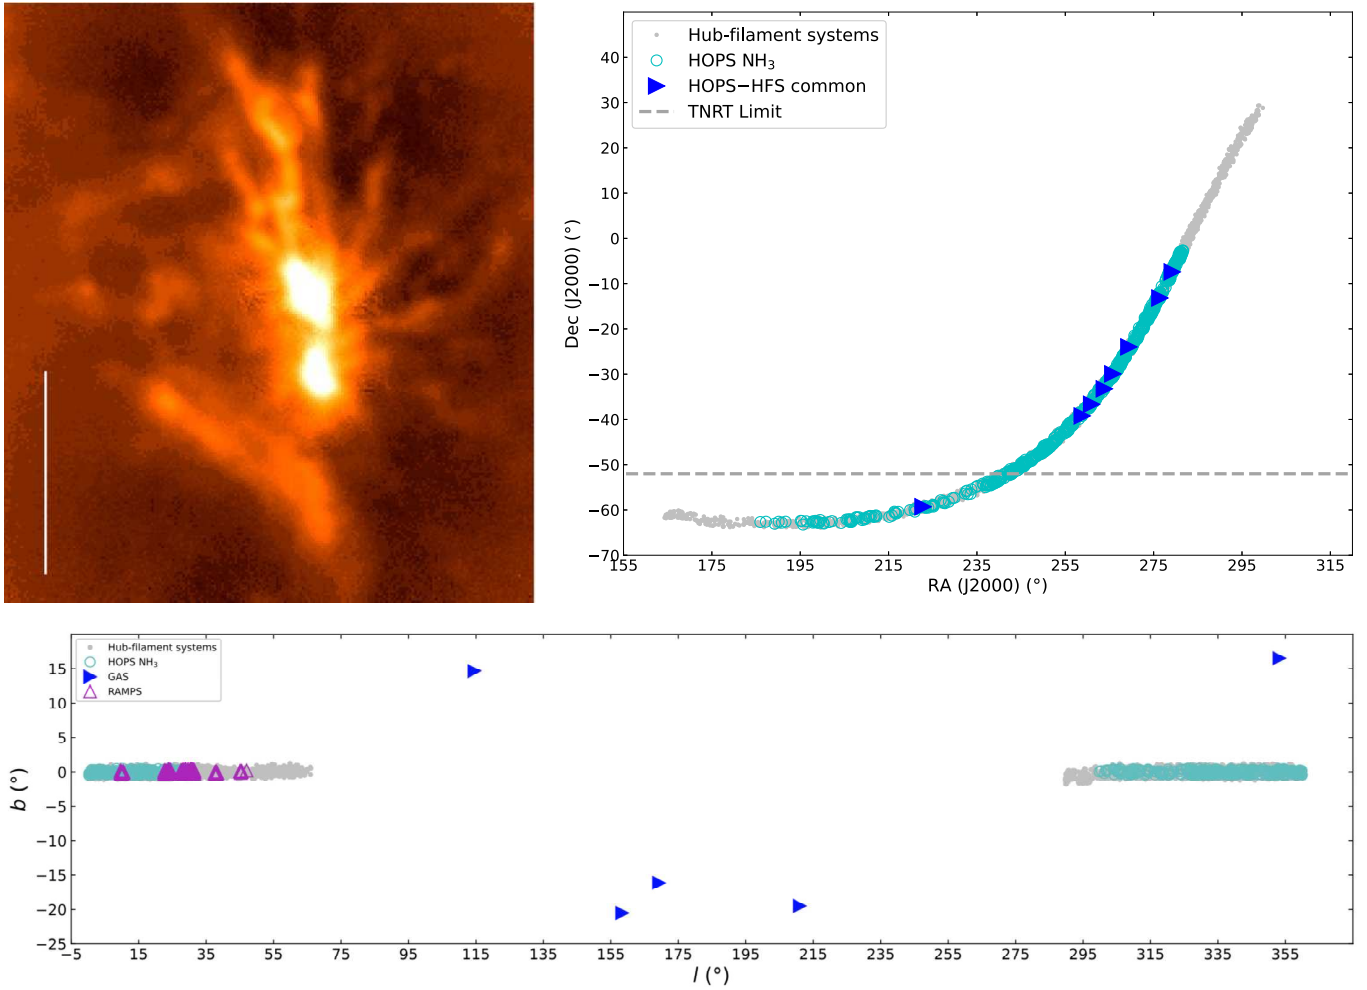 Hub-filament systems
HOPS NH₃
HOPS−HFS common
TNRT Limit
40
30
20
10
0
−10
−20
−30
−40
−50
−60
−70
Dec (J2000) (°)
155 175 195 215 235 255 275 295 315
RA (J2000) (°)
Hub-filament systems
HOPS NH₃
GAS
RAMPS
15
10
5
0
−5
−10
−15
−20
−25
b (°)
−5 15 35 55 75 95 115 135 155 175 195 215 235 255 275 295 315 335 355
l (°)